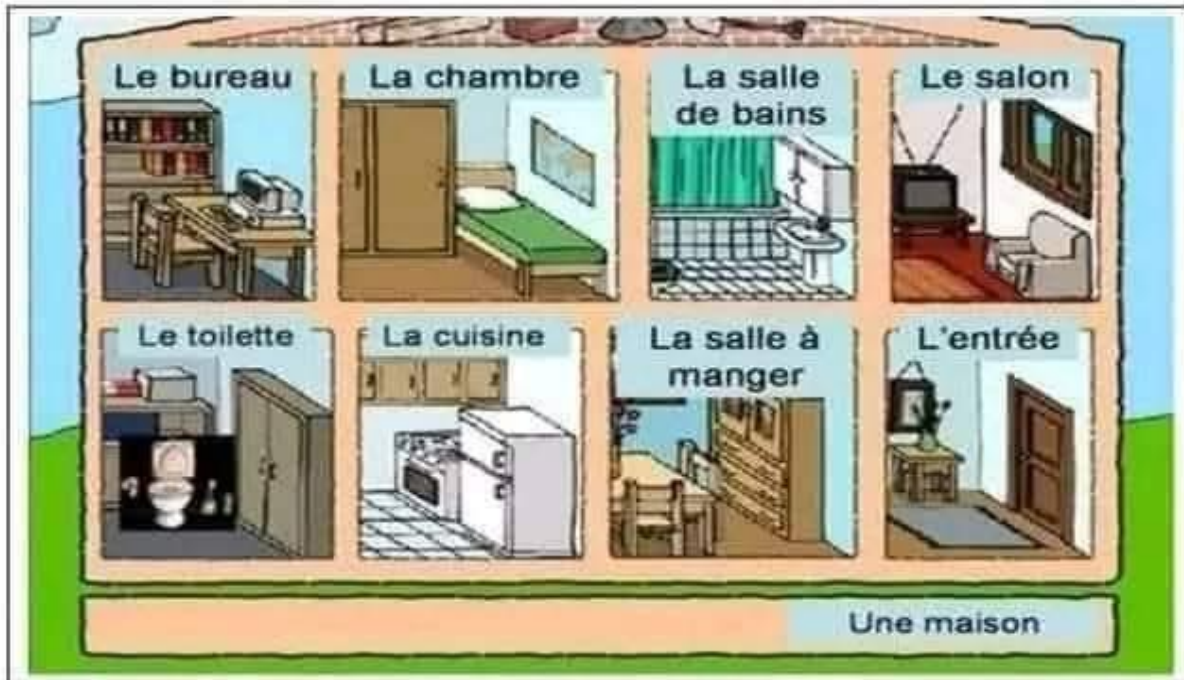 Le bureau
La chambre
La salle
de bains
Le salon
Le toilette
La cuisine
La salle à
manger
L'entrée
Une maison